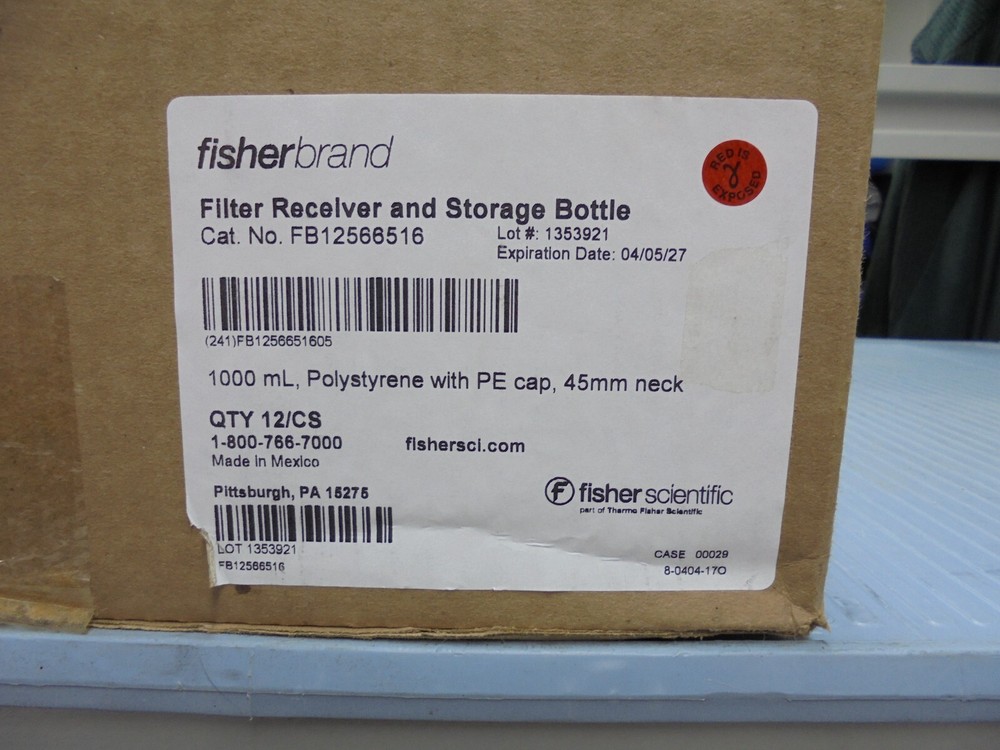 fisherbrand
RED IS
γ
EXPOSED
Filter Receiver and Storage Bottle
Cat. No. FB12566516
Lot #: 1353921
Expiration Date: 04/05/27
(241)FB1256651605
1000 mL, Polystyrene with PE cap, 45mm neck
QTY 12/CS
1-800-766-7000
fishersci.com
Made in Mexico
Pittsburgh, PA 15275
f fisher scientific
part of Thermo Fisher Scientific
LOT 1353921
FB12566516
CASE 00029
8-0404-17O